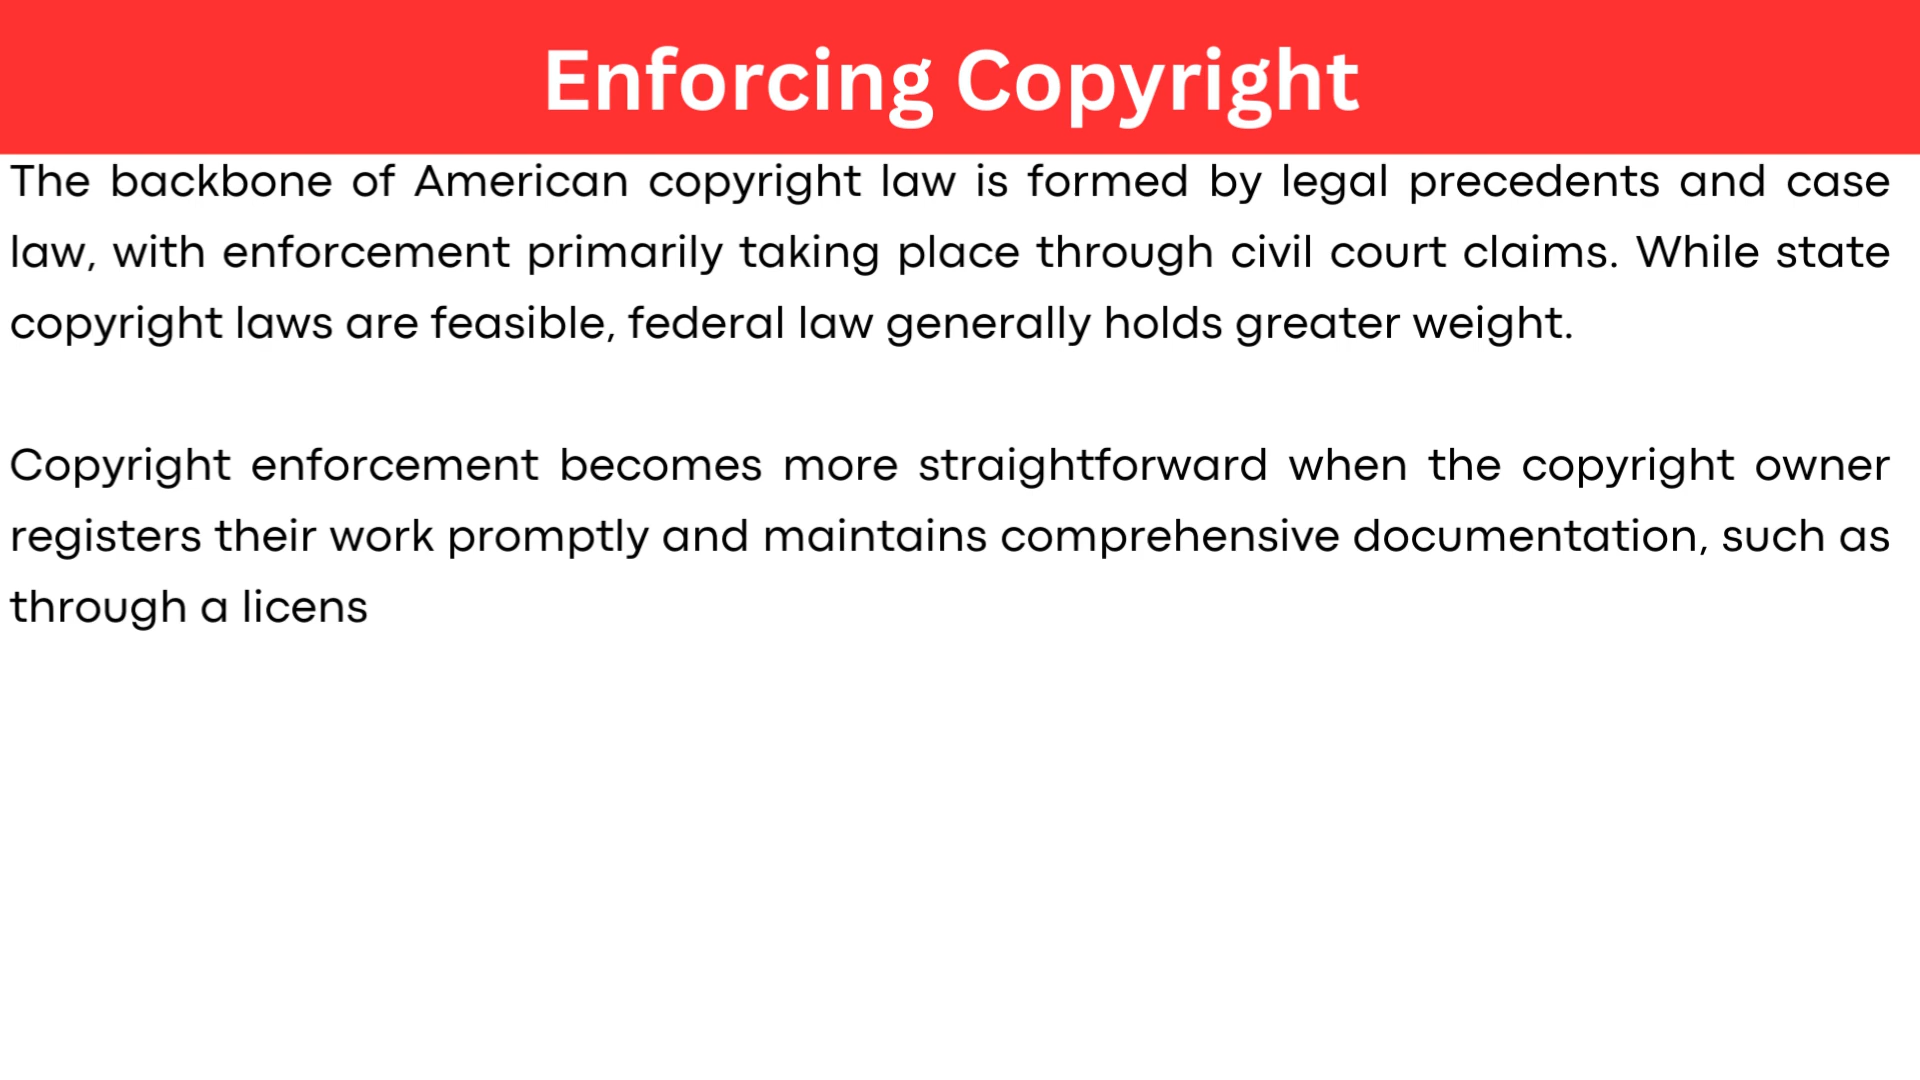 Enforcing Copyright
The backbone of American copyright law is formed by legal precedents and case
law, with enforcement primarily taking place through civil court claims. While state
copyright laws are feasible, federal law generally holds greater weight.
Copyright enforcement becomes more straightforward when the copyright owner
registers their work promptly and maintains comprehensive documentation, such as
through a licens